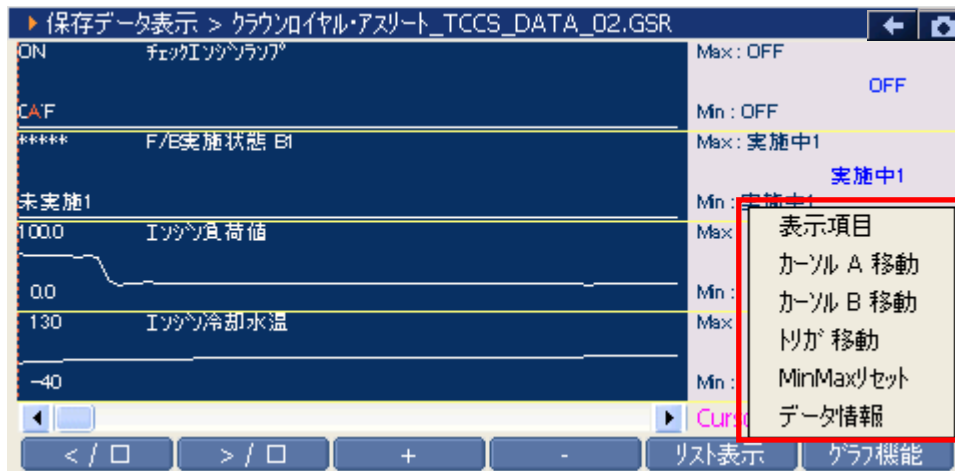 保存データ表示 > クラウンロイヤル・アスリート_TCCS_DATA_02.GSR
ON チェックエンジンランプ Max : OFF
OFF
Min : OFF
***** F/B実施状態 B1 Max : 実施中1
実施中1
未実施1 Min : 実施中1
100.0 エンジン負荷値 Max
0.0 Min :
130 エンジン冷却水温 Max
-40 Min :
表示項目
カーソル A 移動
カーソル B 移動
トリガ 移動
MinMaxリセット
データ情報
Curs
< / □ > / □ + - リスト表示 グラフ機能